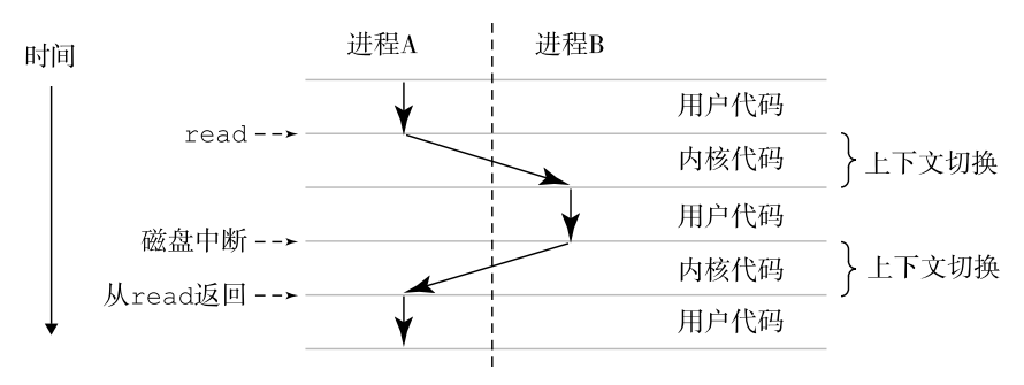 进程A
进程B
时间
用户代码
read
内核代码
上下文切换
用户代码
磁盘中断
内核代码
上下文切换
从read返回
用户代码